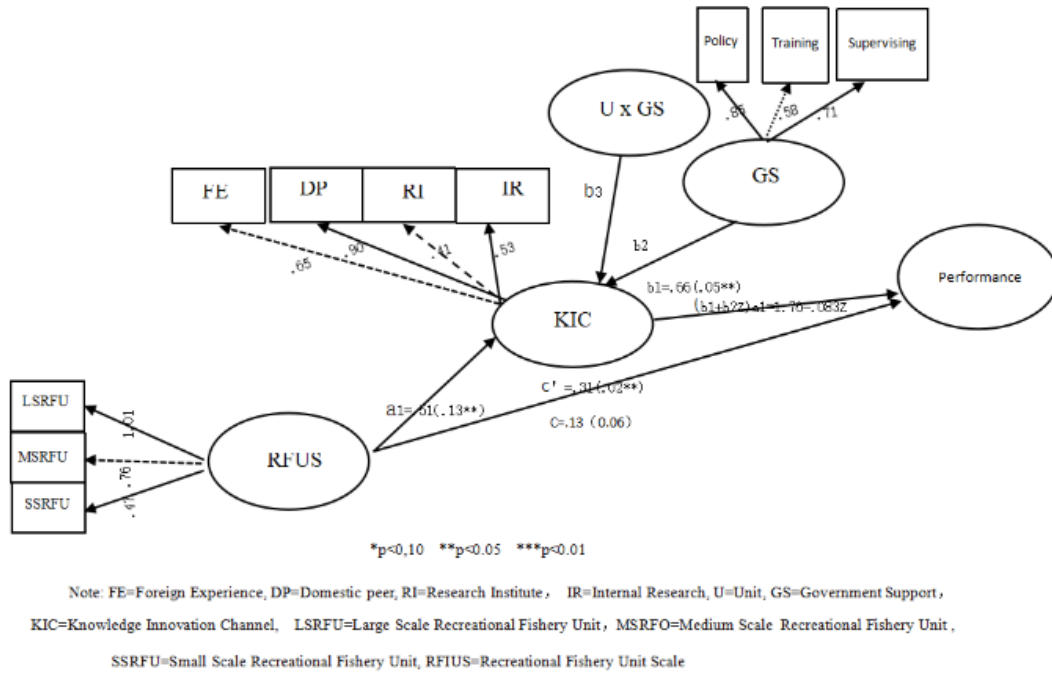 Policy
Training
Supervising
U x GS
.85
.58
.71
GS
FE
DP
RI
IR
b3
.65
.90
.41
.53
b2
Performance
b1=.66(.05**)
(b1+b2Z)a1=1.76-.083Z
KIC
C'=.31(.02**)
a1=.51(.13**)
C=.13 (0.06)
LSRFU
1.01
MSRFU
RFUS
.76
SSRFU
.47
*p<0,10 **p<0.05 ***p<0.01
Note: FE=Foreign Experience, DP=Domestic peer, RI=Research Institute, IR=Internal Research, U=Unit, GS=Government Support,
KIC=Knowledge Innovation Channel, LSRFU=Large Scale Recreational Fishery Unit, MSRFO=Medium Scale Recreational Fishery Unit,
SSRFU=Small Scale Recreational Fishery Unit, RFIUS=Recreational Fishery Unit Scale